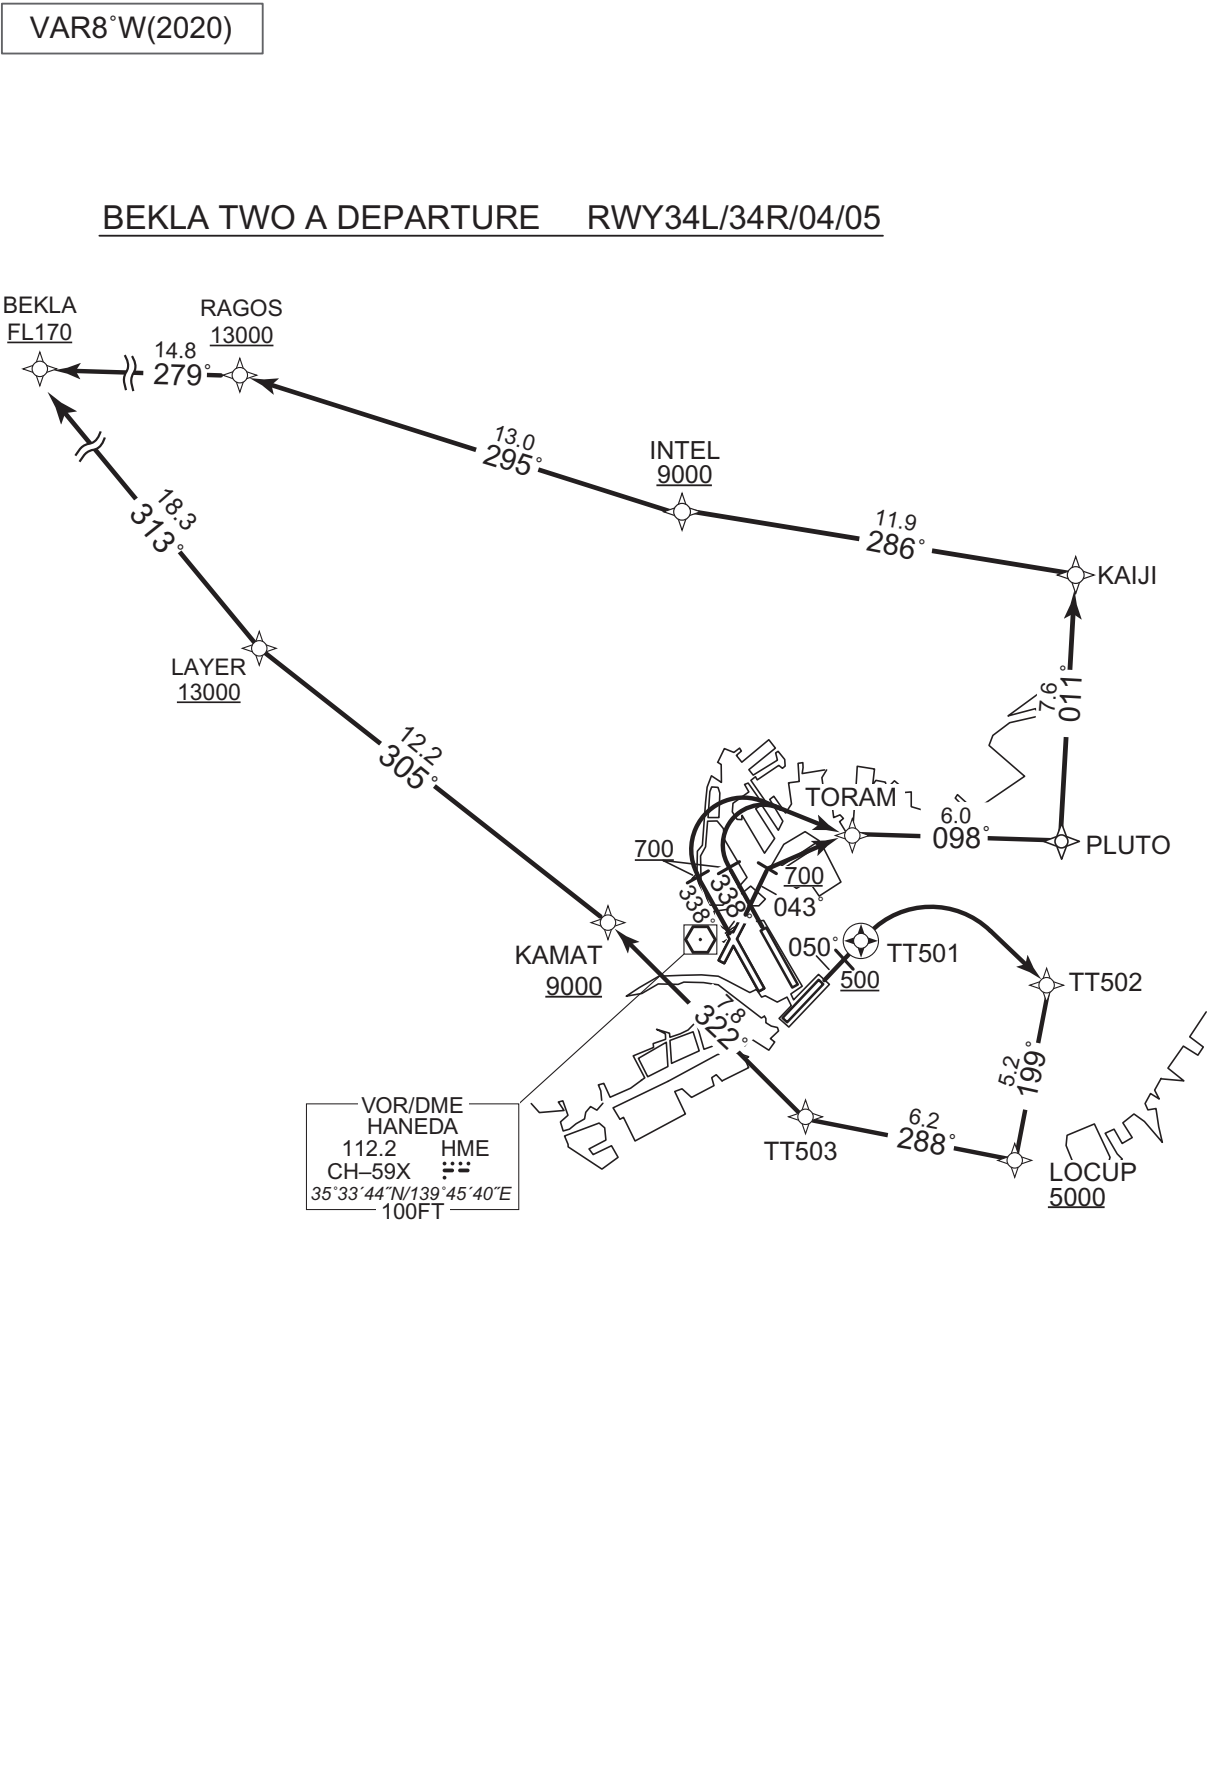 VAR8˚W(2020)
BEKLA TWO A DEPARTURE RWY34L/34R/04/05
BEKLA
FL170
RAGOS
13000
14.8
279˚
13.0
295˚
INTEL
9000
11.9
286˚
KAIJI
18.3
313˚
LAYER
13000
7.6
011˚
12.2
305˚
TORAM
6.0
098˚
PLUTO
700
700
338˚
338˚
043˚
KAMAT
9000
050˚
500
TT501
TT502
7.8
322˚
5.2
199˚
TT503
6.2
288˚
LOCUP
5000
VOR/DME
HANEDA
112.2 HME
CH–59X
35˚33´44˝N/139˚45´40˝E
100FT